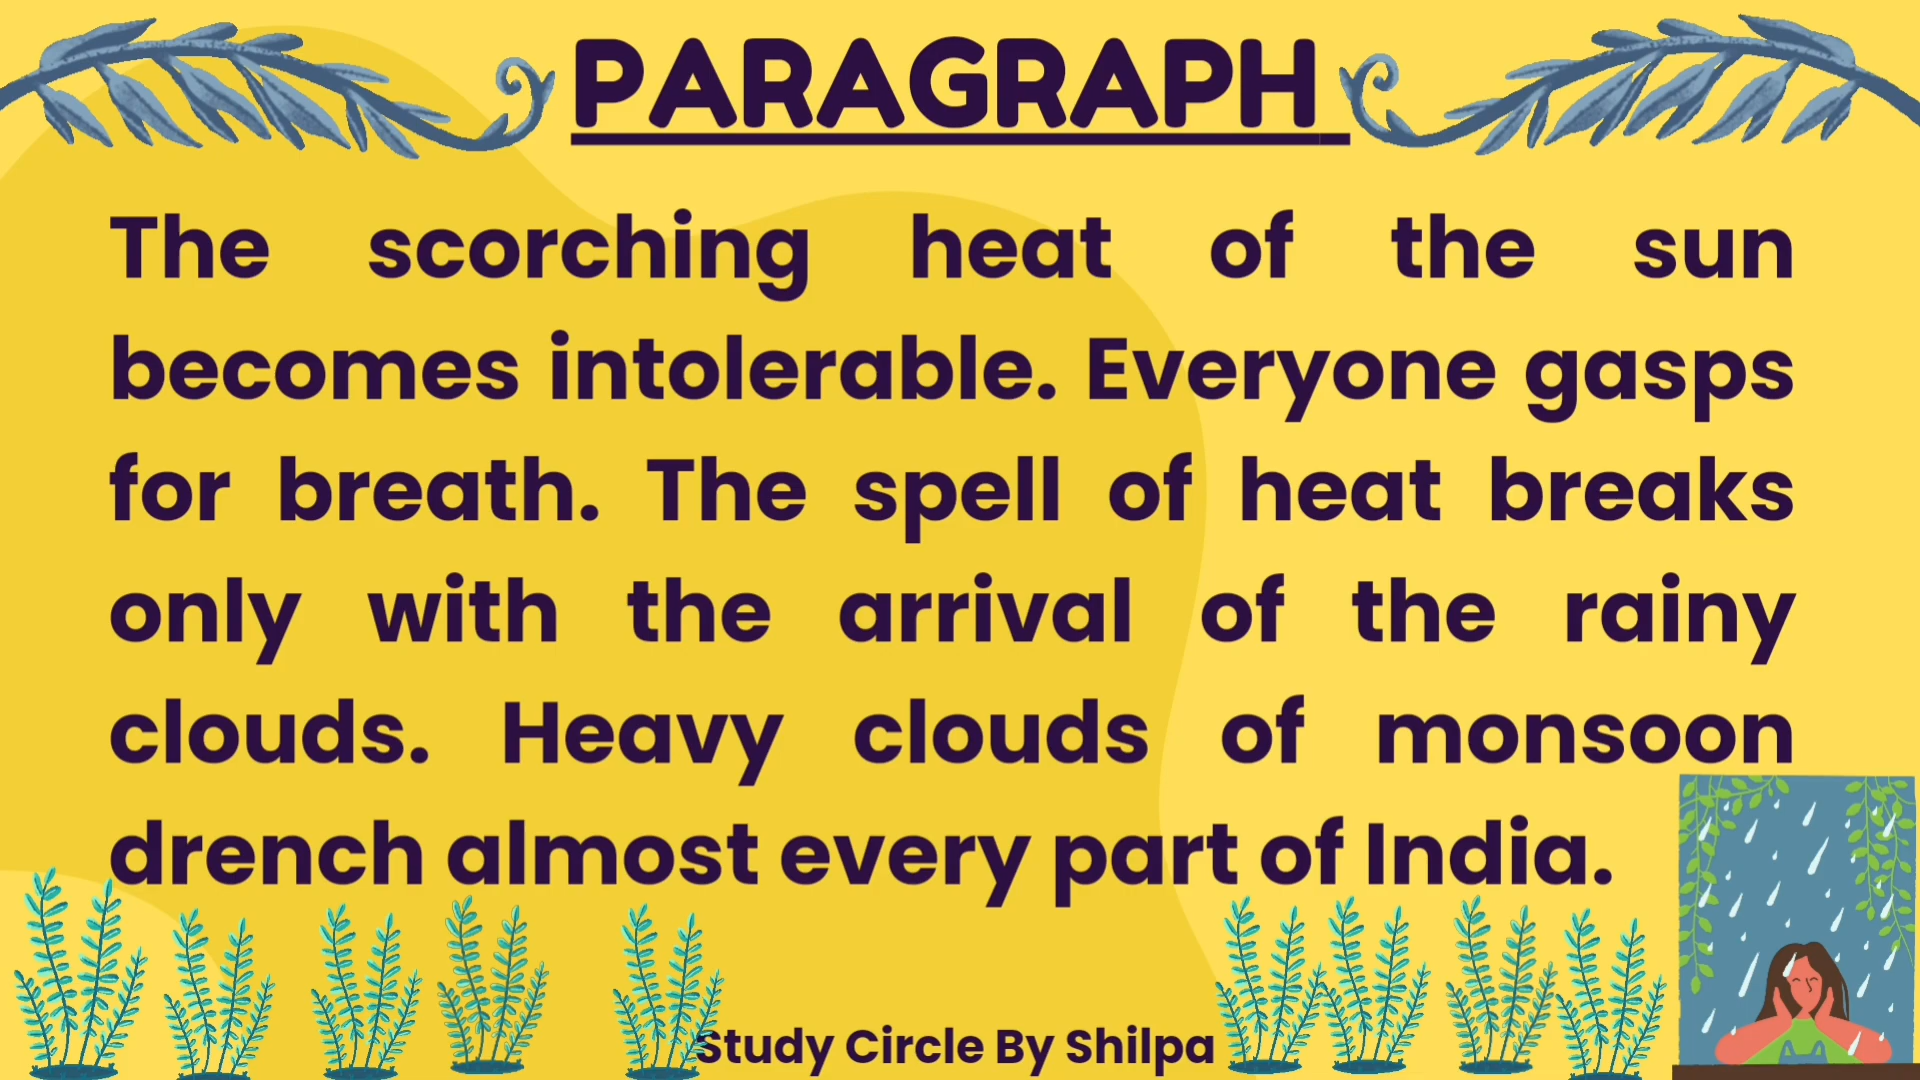 PARAGRAPH
The scorching heat of the sun
becomes intolerable. Everyone gasps
for breath. The spell of heat breaks
only with the arrival of the rainy
clouds. Heavy clouds of monsoon
drench almost every part of India.
Study Circle By Shilpa